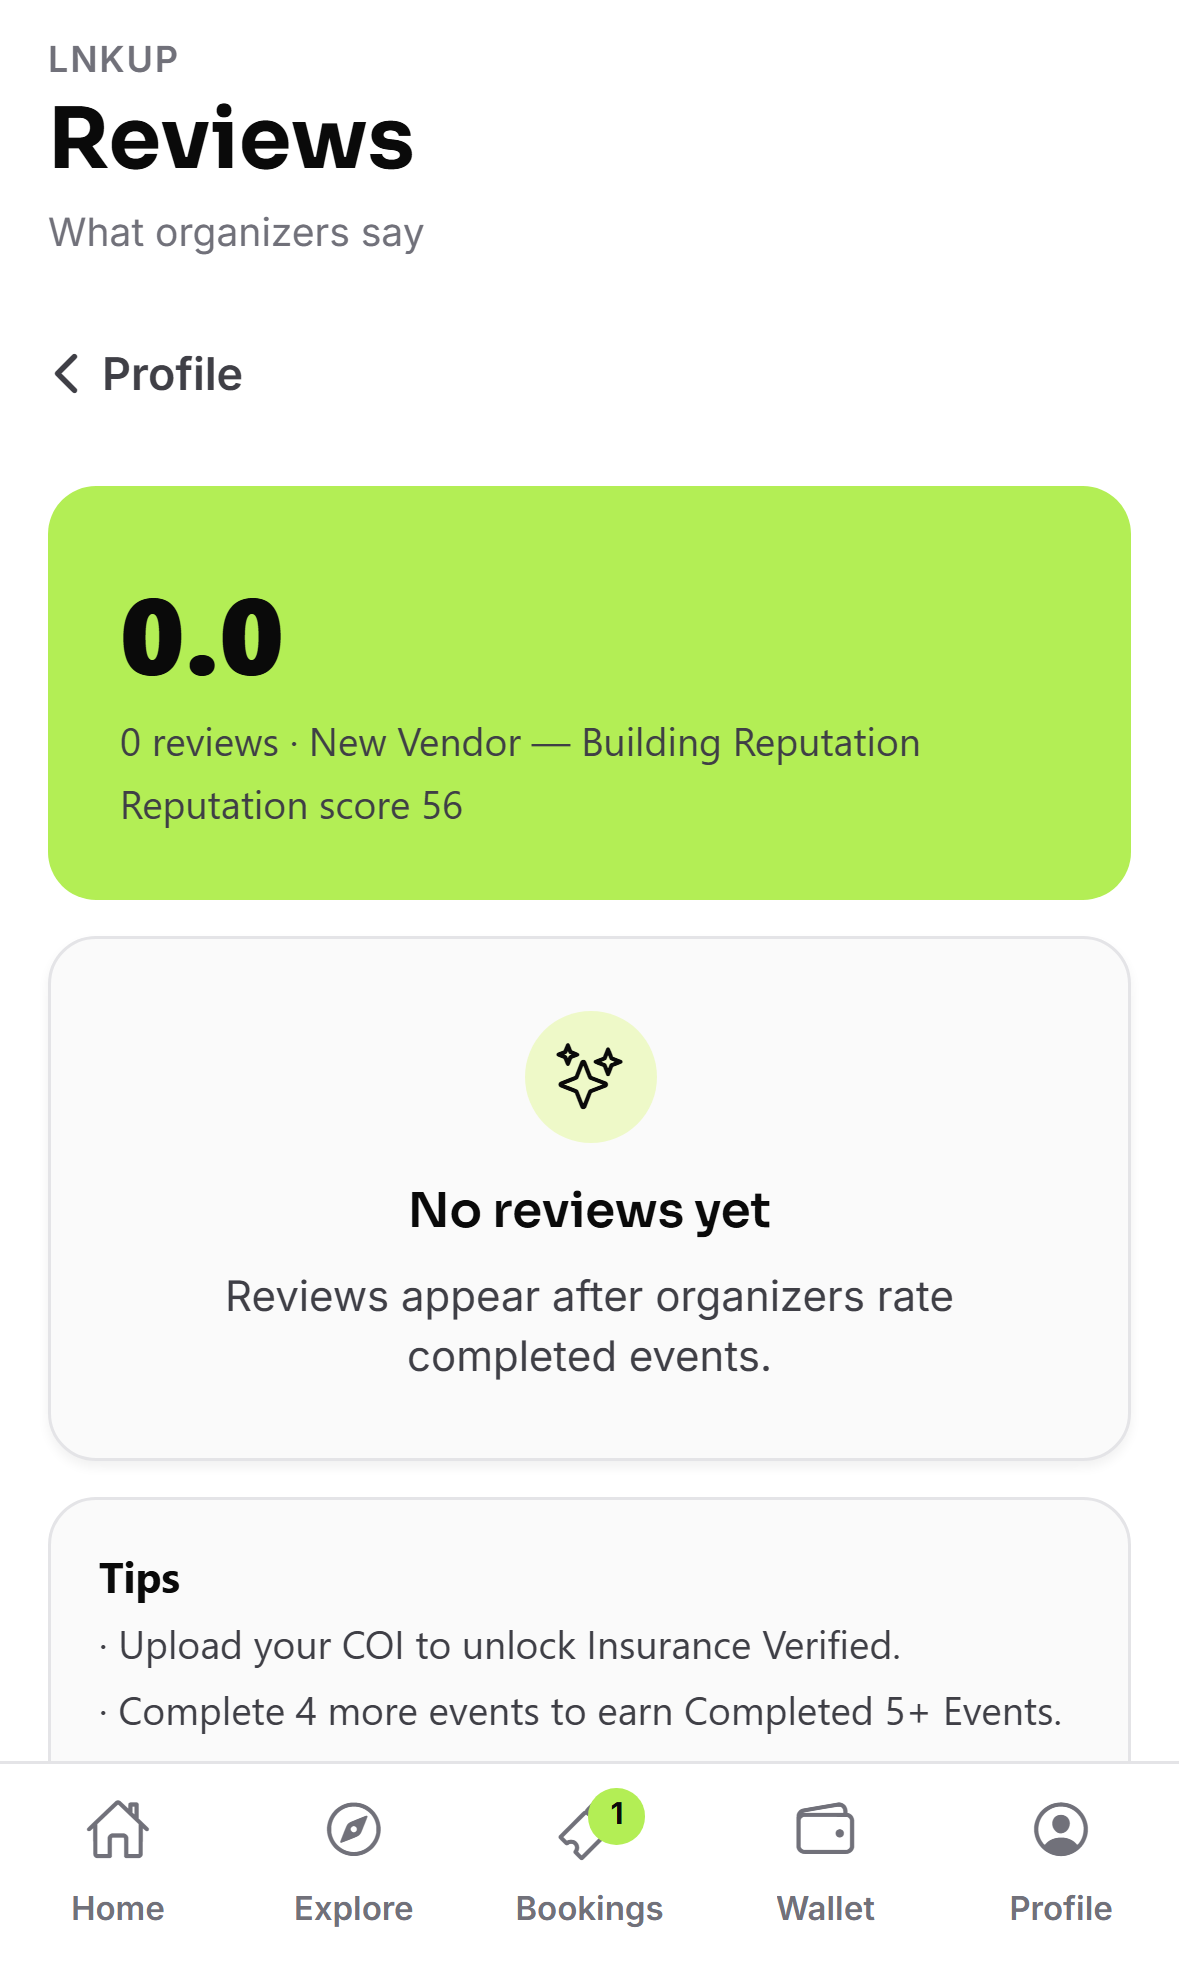 LNKUP
Reviews
What organizers say
Profile
0.0
0 reviews · New Vendor — Building Reputation
Reputation score 56
No reviews yet
Reviews appear after organizers rate
completed events.
Tips
· Upload your COI to unlock Insurance Verified.
· Complete 4 more events to earn Completed 5+ Events.
1
Home
Explore
Bookings
Wallet
Profile